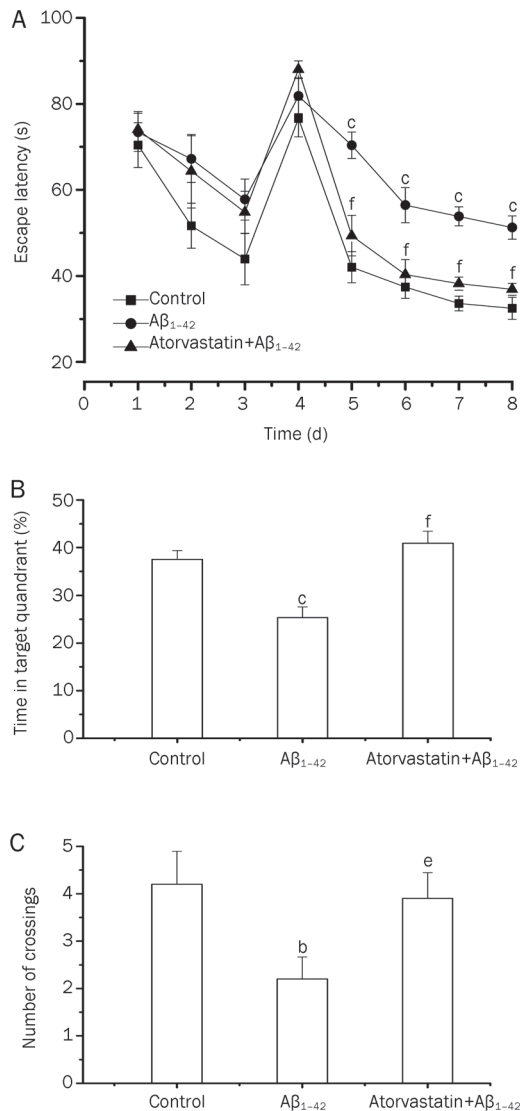 A
Escape latency (s)
100
80
60
40
20
c
c
c
c
f
f
f
f
Control
Aβ1–42
Atorvastatin+Aβ1–42
0 1 2 3 4 5 6 7 8
Time (d)
B
Time in target quandrant (%)
50
40
30
20
10
0
c
f
Control Aβ1–42 Atorvastatin+Aβ1–42
C
Number of crossings
5
4
3
2
1
0
b
e
Control Aβ1–42 Atorvastatin+Aβ1–42